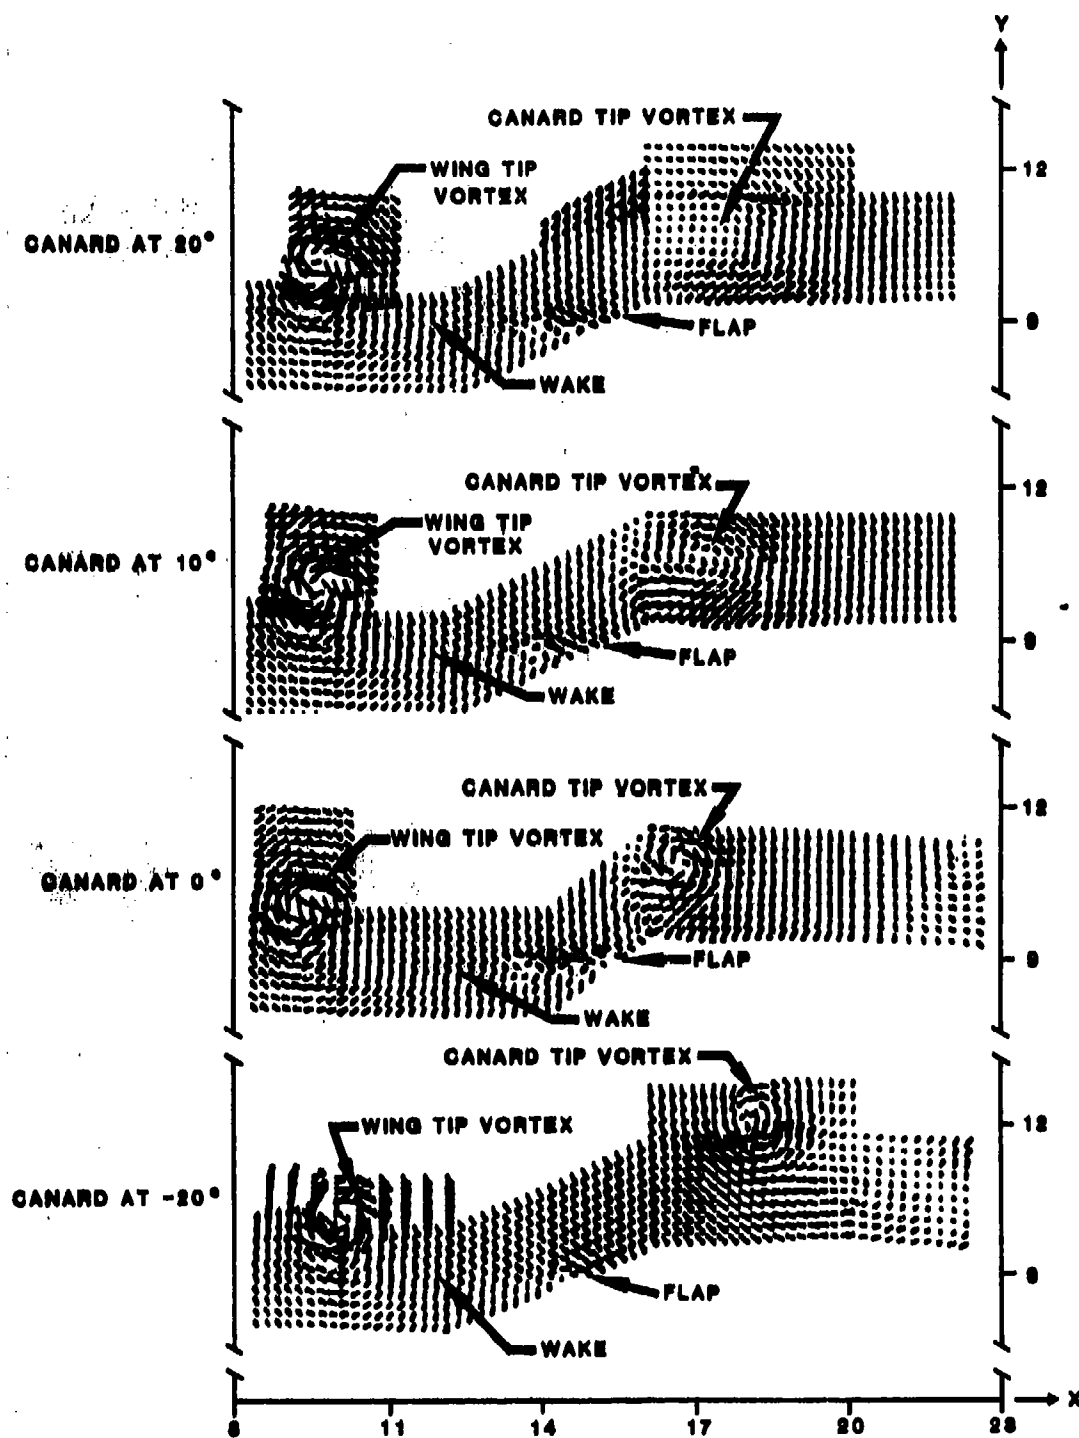 Y
CANARD TIP VORTEX
WING TIP
VORTEX
12
CANARD AT 20°
9
FLAP
WAKE
CANARD TIP VORTEX
12
WING TIP
VORTEX
CANARD AT 10°
9
FLAP
WAKE
CANARD TIP VORTEX
12
WING TIP VORTEX
CANARD AT 0°
9
FLAP
WAKE
CANARD TIP VORTEX
12
WING TIP VORTEX
CANARD AT -20°
9
FLAP
WAKE
X
8 11 14 17 20 23